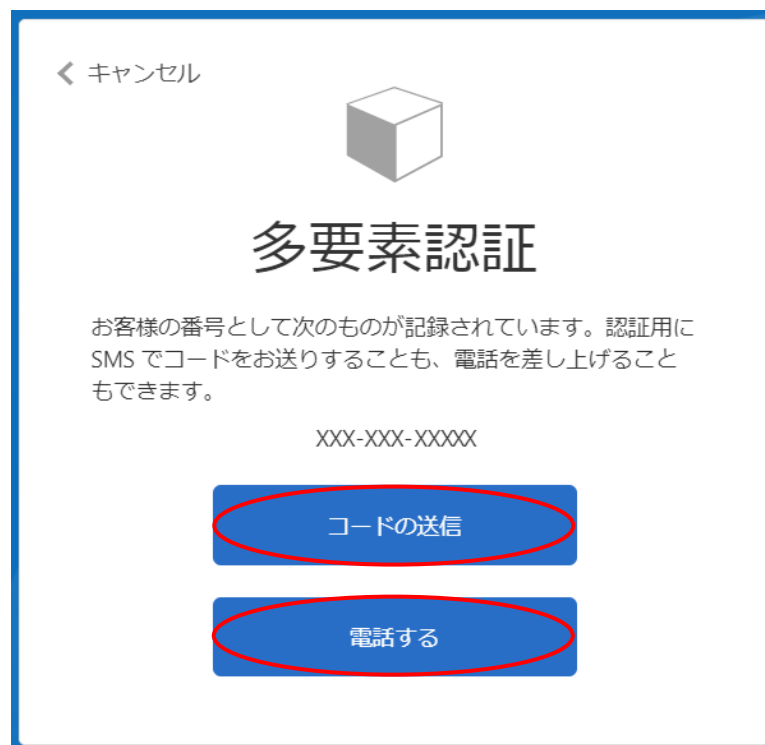 キャンセル
多要素認証
お客様の番号として次のものが記録されています。認証用に
SMS でコードをお送りすることも、電話を差し上げること
もできます。
XXX-XXX-XXXXX
コードの送信
電話する